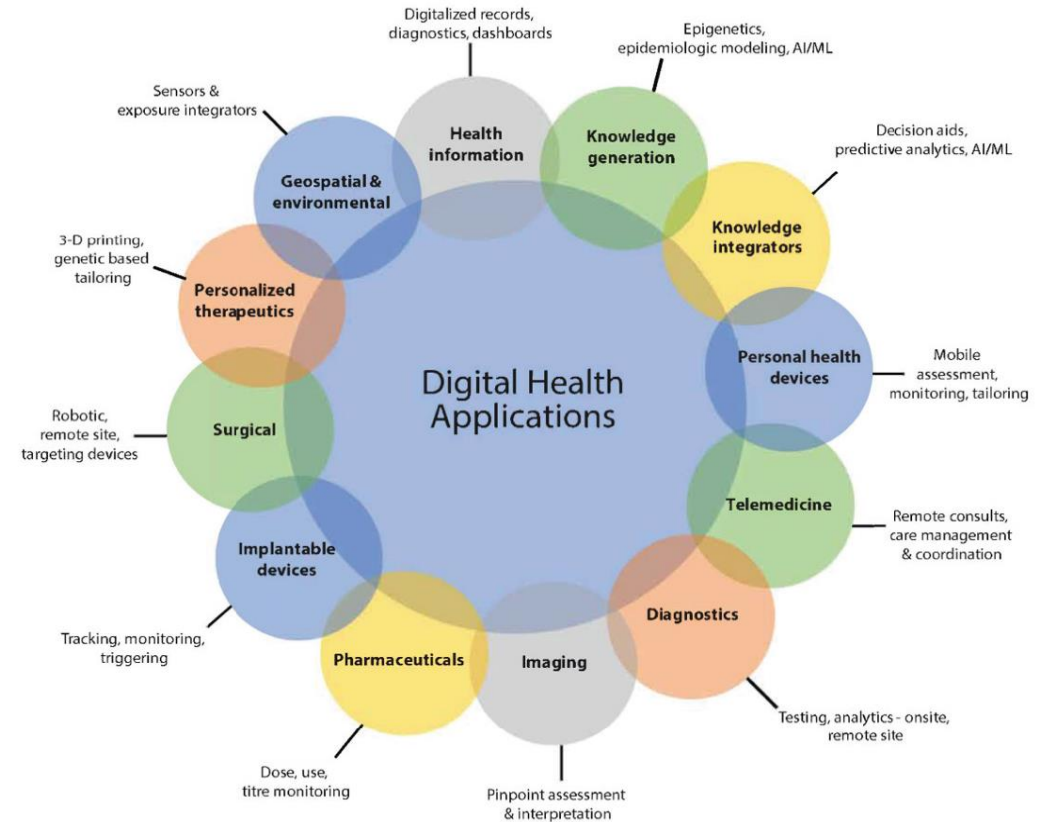 Digitalized records,
diagnostics, dashboards
Epigenetics,
epidemiologic modeling, AI/ML
Sensors &
exposure integrators
Health
information
Knowledge
generation
Decision aids,
predictive analytics, AI/ML
Geospatial &
environmental
Knowledge
integrators
3-D printing,
genetic based
tailoring
Personalized
therapeutics
Personal health
devices
Mobile
assessment,
monitoring, tailoring
Digital Health
Applications
Robotic,
remote site,
targeting devices
Surgical
Telemedicine
Remote consults,
care management
& coordination
Implantable
devices
Diagnostics
Tracking, monitoring,
triggering
Pharmaceuticals
Imaging
Testing, analytics - onsite,
remote site
Dose, use,
titre monitoring
Pinpoint assessment
& interpretation